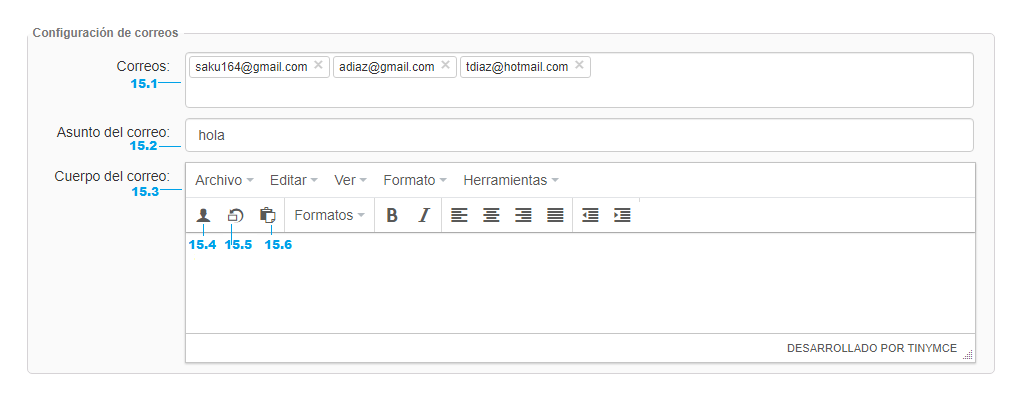 Configuración de correos
Correos: saku164@gmail.com × adiaz@gmail.com × tdiaz@hotmail.com ×
15.1
Asunto del correo: hola
15.2
Cuerpo del correo: Archivo Editar Ver Formato Herramientas
15.3
Formatos B I
15.4 15.5 15.6
DESARROLLADO POR TINYMCE